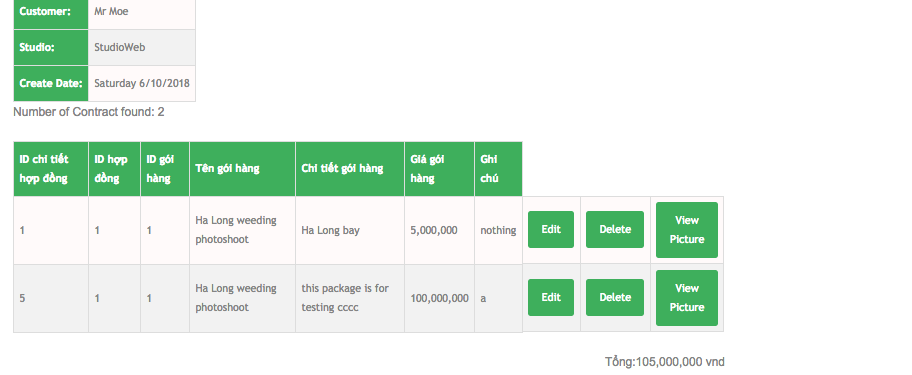 Customer: Mr Moe
Studio: StudioWeb
Create Date: Saturday 6/10/2018
Number of Contract found: 2
ID chi tiết hợp đồng ID hợp đồng ID gói hàng Tên gói hàng Chi tiết gói hàng Giá gói hàng Ghi chú
1 1 1 Ha Long weeding photoshoot Ha Long bay 5,000,000 nothing Edit Delete View Picture
5 1 1 Ha Long weeding photoshoot this package is for testing cccc 100,000,000 a Edit Delete View Picture
Tổng:105,000,000 vnd